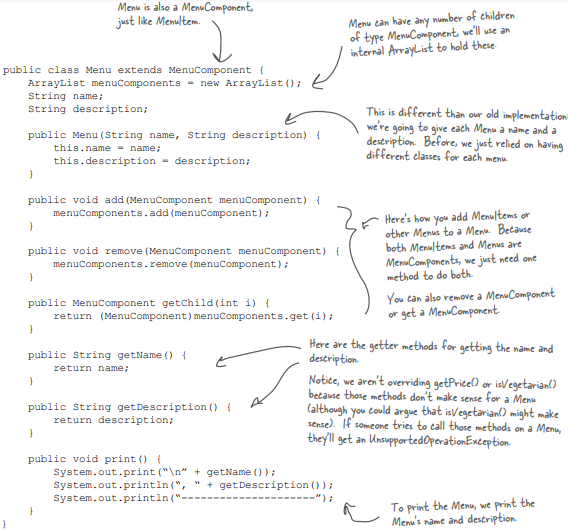 Menu is also a MenuComponent,
just like MenuItem.
Menu can have any number of children
of type MenuComponent, we'll use an
internal ArrayList to hold these.
public class Menu extends MenuComponent {
ArrayList menuComponents = new ArrayList();
String name;
String description;
This is different than our old implementation:
we're going to give each Menu a name and a
description. Before, we just relied on having
different classes for each menu.
public Menu(String name, String description) {
this.name = name;
this.description = description;
}
public void add(MenuComponent menuComponent) {
menuComponents.add(menuComponent);
}
Here's how you add MenuItems or
other Menus to a Menu. Because
both MenuItems and Menus are
MenuComponents, we just need one
method to do both.
You can also remove a MenuComponent
or get a MenuComponent.
public void remove(MenuComponent menuComponent) {
menuComponents.remove(menuComponent);
}
public MenuComponent getChild(int i) {
return (MenuComponent)menuComponents.get(i);
}
Here are the getter methods for getting the name and
description.
Notice, we aren't overriding getPrice() or isVegetarian()
because those methods don't make sense for a Menu
(although you could argue that isVegetarian() might make
sense). If someone tries to call those methods on a Menu,
they'll get an UnsupportedOperationException.
public String getName() {
return name;
}
public String getDescription() {
return description;
}
public void print() {
System.out.print(“\n” + getName());
System.out.println(“, “ + getDescription());
System.out.println(“---------------------”);
}
}
To print the Menu, we print the
Menu's name and description.